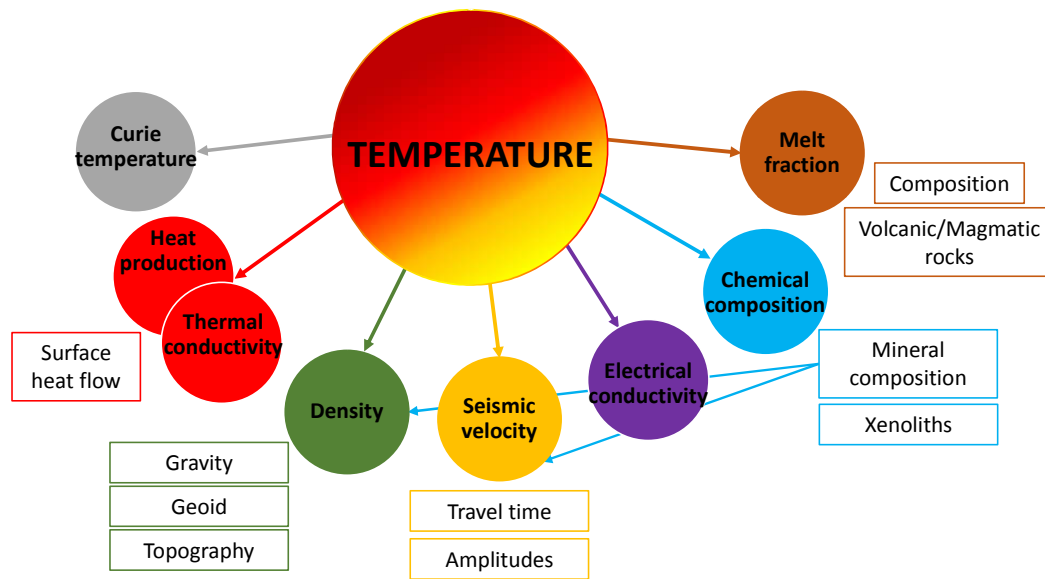 TEMPERATURE
Curie
temperature
Melt
fraction
Composition
Volcanic/Magmatic
rocks
Heat
production
Thermal
conductivity
Surface
heat flow
Chemical
composition
Mineral
composition
Xenoliths
Density
Seismic
velocity
Electrical
conductivity
Gravity
Geoid
Topography
Travel time
Amplitudes